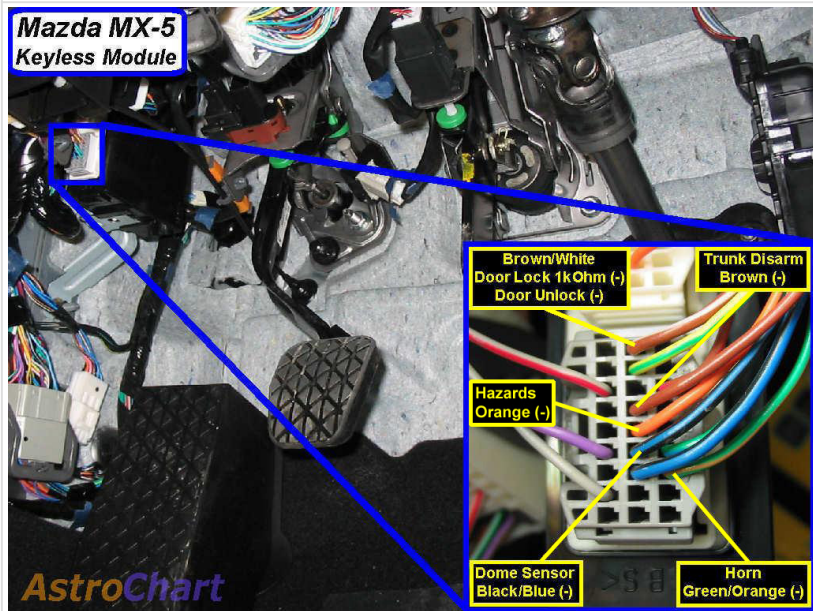 Mazda MX-5
Keyless Module
Brown/White
Door Lock 1kOhm (-)
Door Unlock (-)
Trunk Disarm
Brown (-)
Hazards
Orange (-)
Dome Sensor
Black/Blue (-)
Horn
Green/Orange (-)
AstroChart